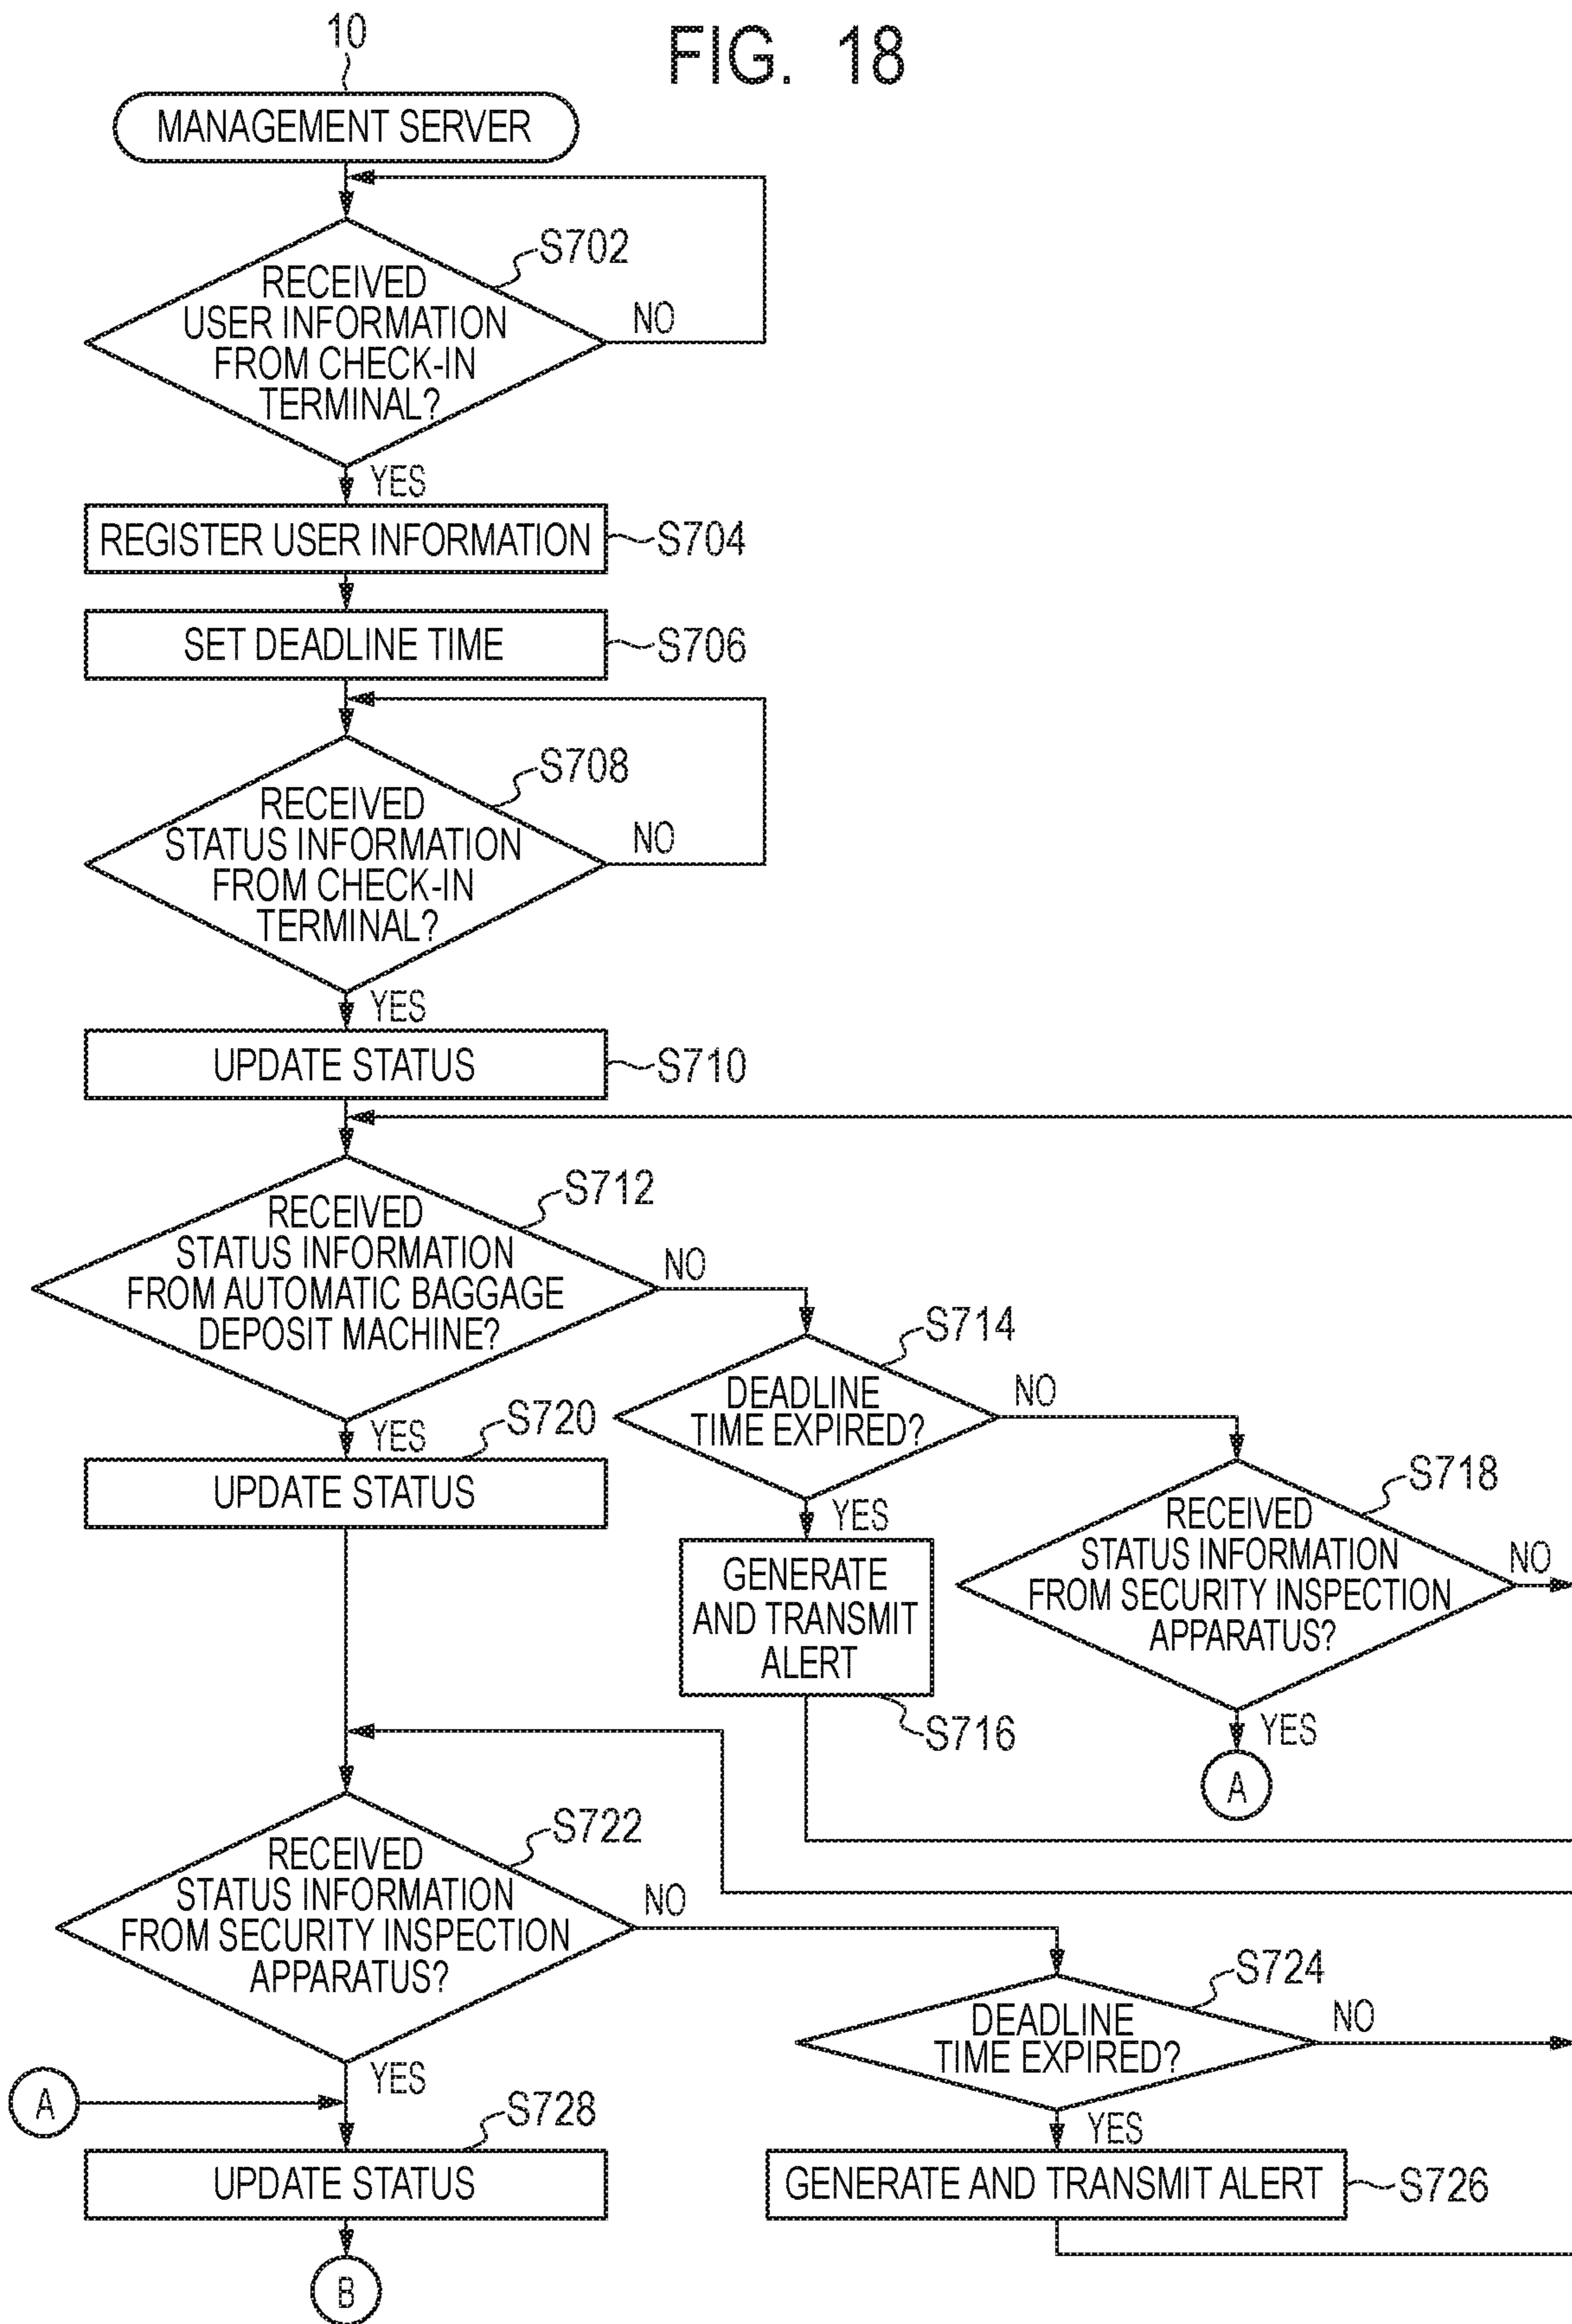 10
FIG. 18
MANAGEMENT SERVER
S702
RECEIVED
USER INFORMATION
FROM CHECK-IN
TERMINAL?
NO
YES
REGISTER USER INFORMATION
S704
SET DEADLINE TIME
S706
S708
RECEIVED
STATUS INFORMATION
FROM CHECK-IN
TERMINAL?
NO
YES
UPDATE STATUS
S710
S712
RECEIVED
STATUS INFORMATION
FROM AUTOMATIC BAGGAGE
DEPOSIT MACHINE?
NO
YES
S714
DEADLINE
TIME EXPIRED?
NO
YES
S720
UPDATE STATUS
GENERATE
AND TRANSMIT
ALERT
S716
S718
RECEIVED
STATUS INFORMATION
FROM SECURITY INSPECTION
APPARATUS?
NO
YES
A
S722
RECEIVED
STATUS INFORMATION
FROM SECURITY INSPECTION
APPARATUS?
NO
YES
S724
DEADLINE
TIME EXPIRED?
NO
YES
A
S728
UPDATE STATUS
GENERATE AND TRANSMIT ALERT
S726
B